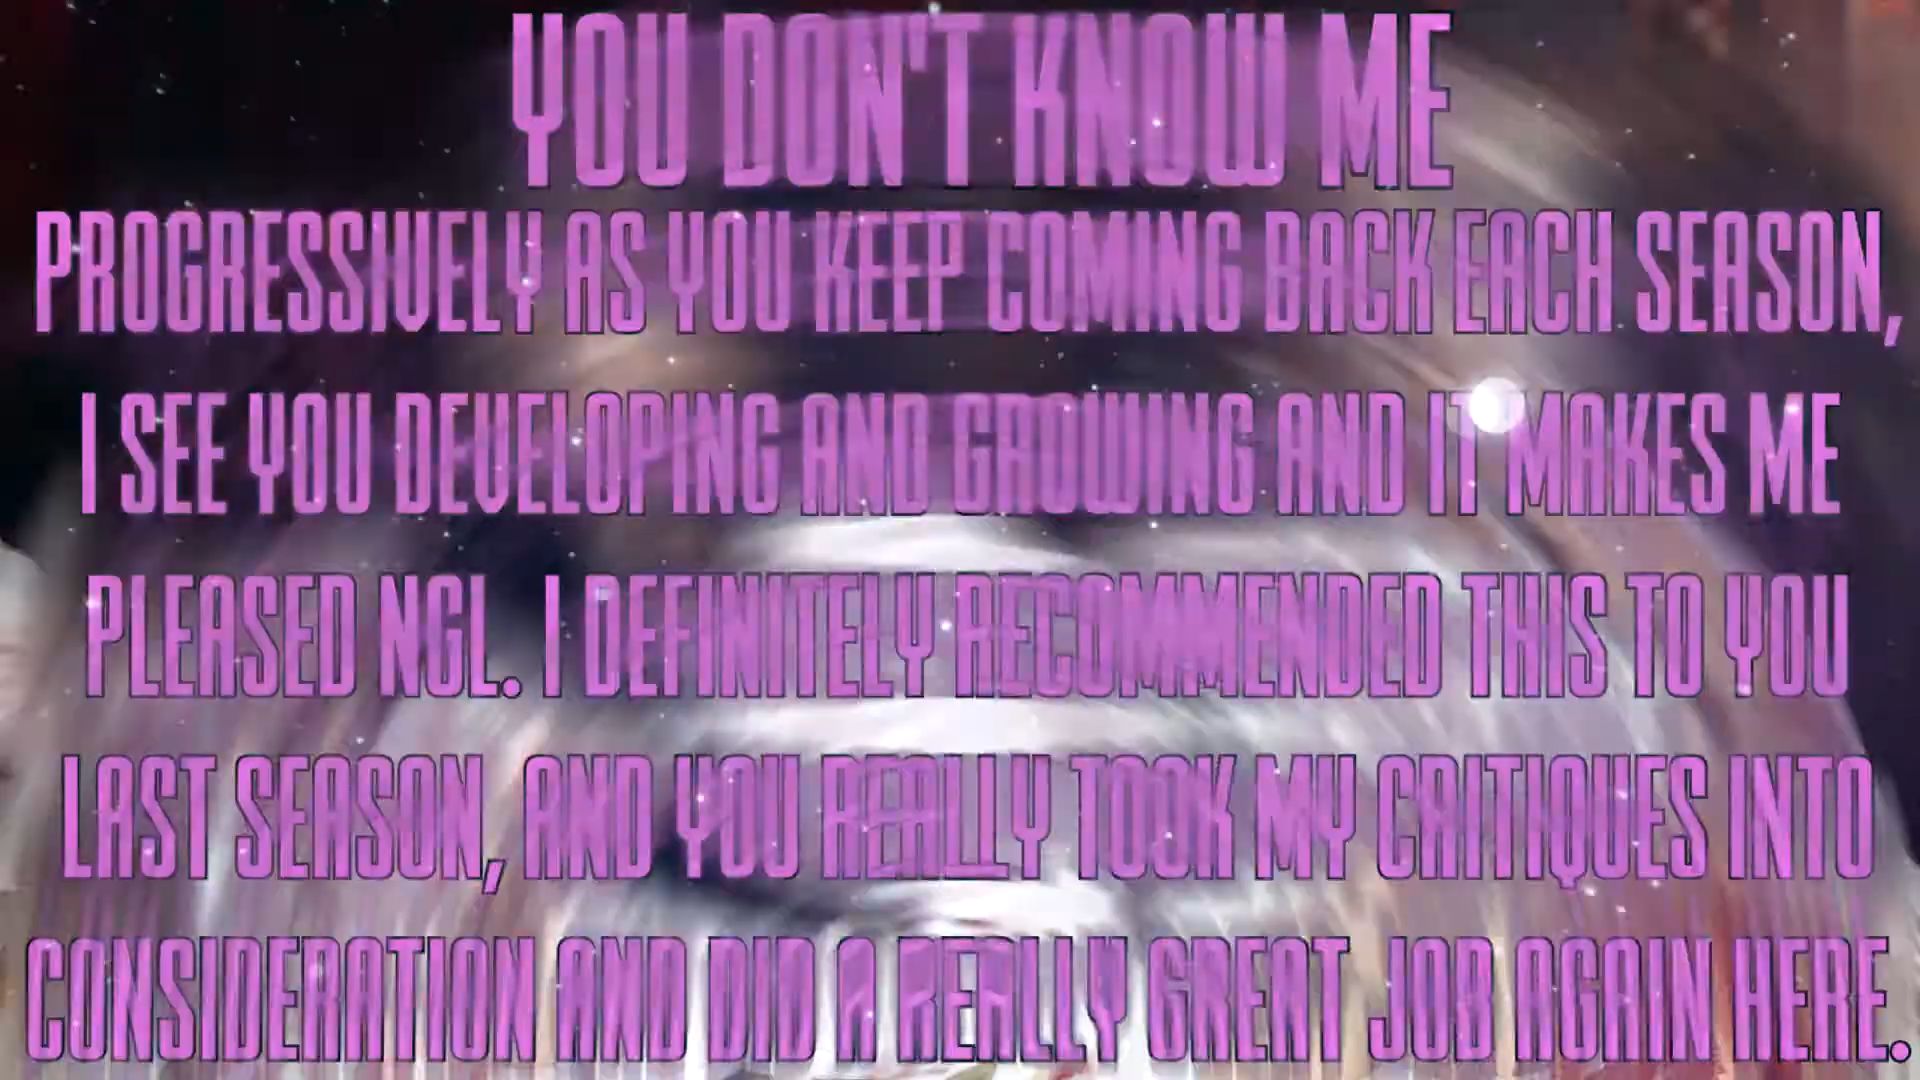 YOU DON'T KNOW ME
PROGRESSIVELY AS YOU KEEP COMING BACK EACH SEASON,
I SEE YOU DEVELOPING AND GROWING AND IT MAKES ME
PLEASED NGL. I DEFINITELY RECOMMENDED THIS TO YOU
LAST SEASON, AND YOU REALLY TOOK MY CRITIQUES INTO
CONSIDERATION AND DID A REALLY GREAT JOB AGAIN HERE.